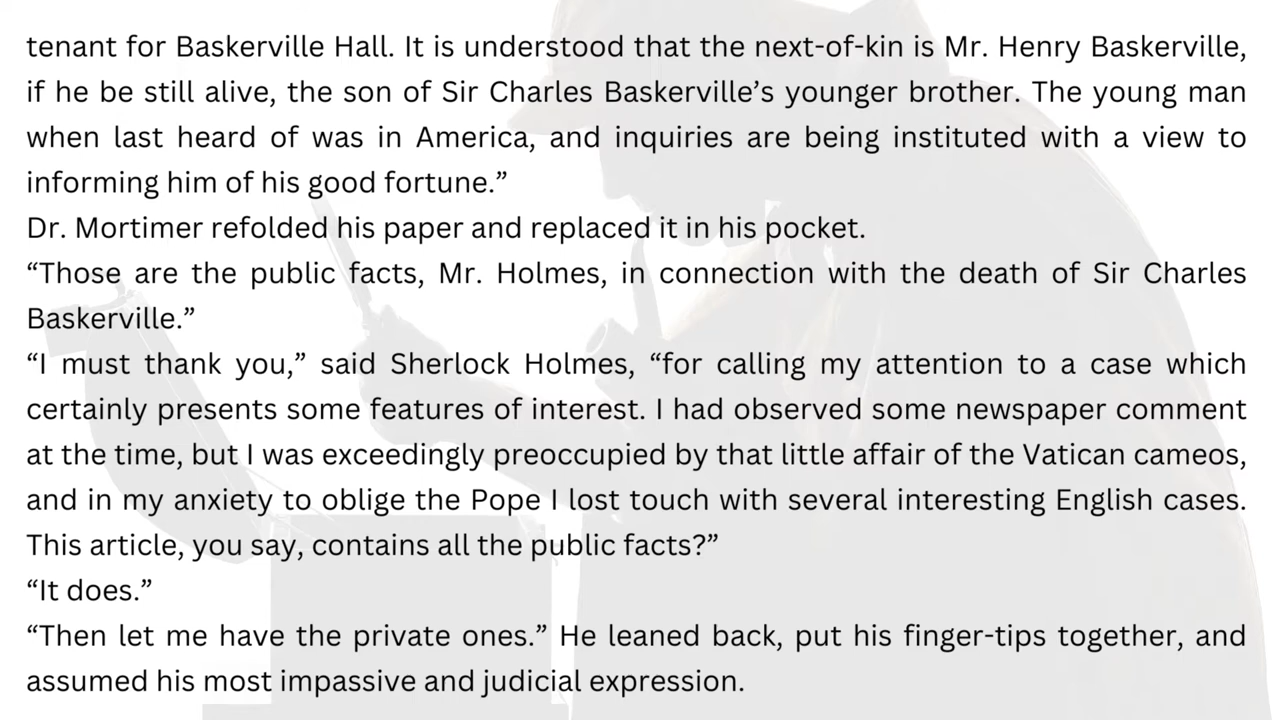 tenant for Baskerville Hall. It is understood that the next-of-kin is Mr. Henry Baskerville,
if he be still alive, the son of Sir Charles Baskerville’s younger brother. The young man
when last heard of was in America, and inquiries are being instituted with a view to
informing him of his good fortune.”
Dr. Mortimer refolded his paper and replaced it in his pocket.
“Those are the public facts, Mr. Holmes, in connection with the death of Sir Charles
Baskerville.”
“I must thank you,” said Sherlock Holmes, “for calling my attention to a case which
certainly presents some features of interest. I had observed some newspaper comment
at the time, but I was exceedingly preoccupied by that little affair of the Vatican cameos,
and in my anxiety to oblige the Pope I lost touch with several interesting English cases.
This article, you say, contains all the public facts?”
“It does.”
“Then let me have the private ones.” He leaned back, put his finger-tips together, and
assumed his most impassive and judicial expression.